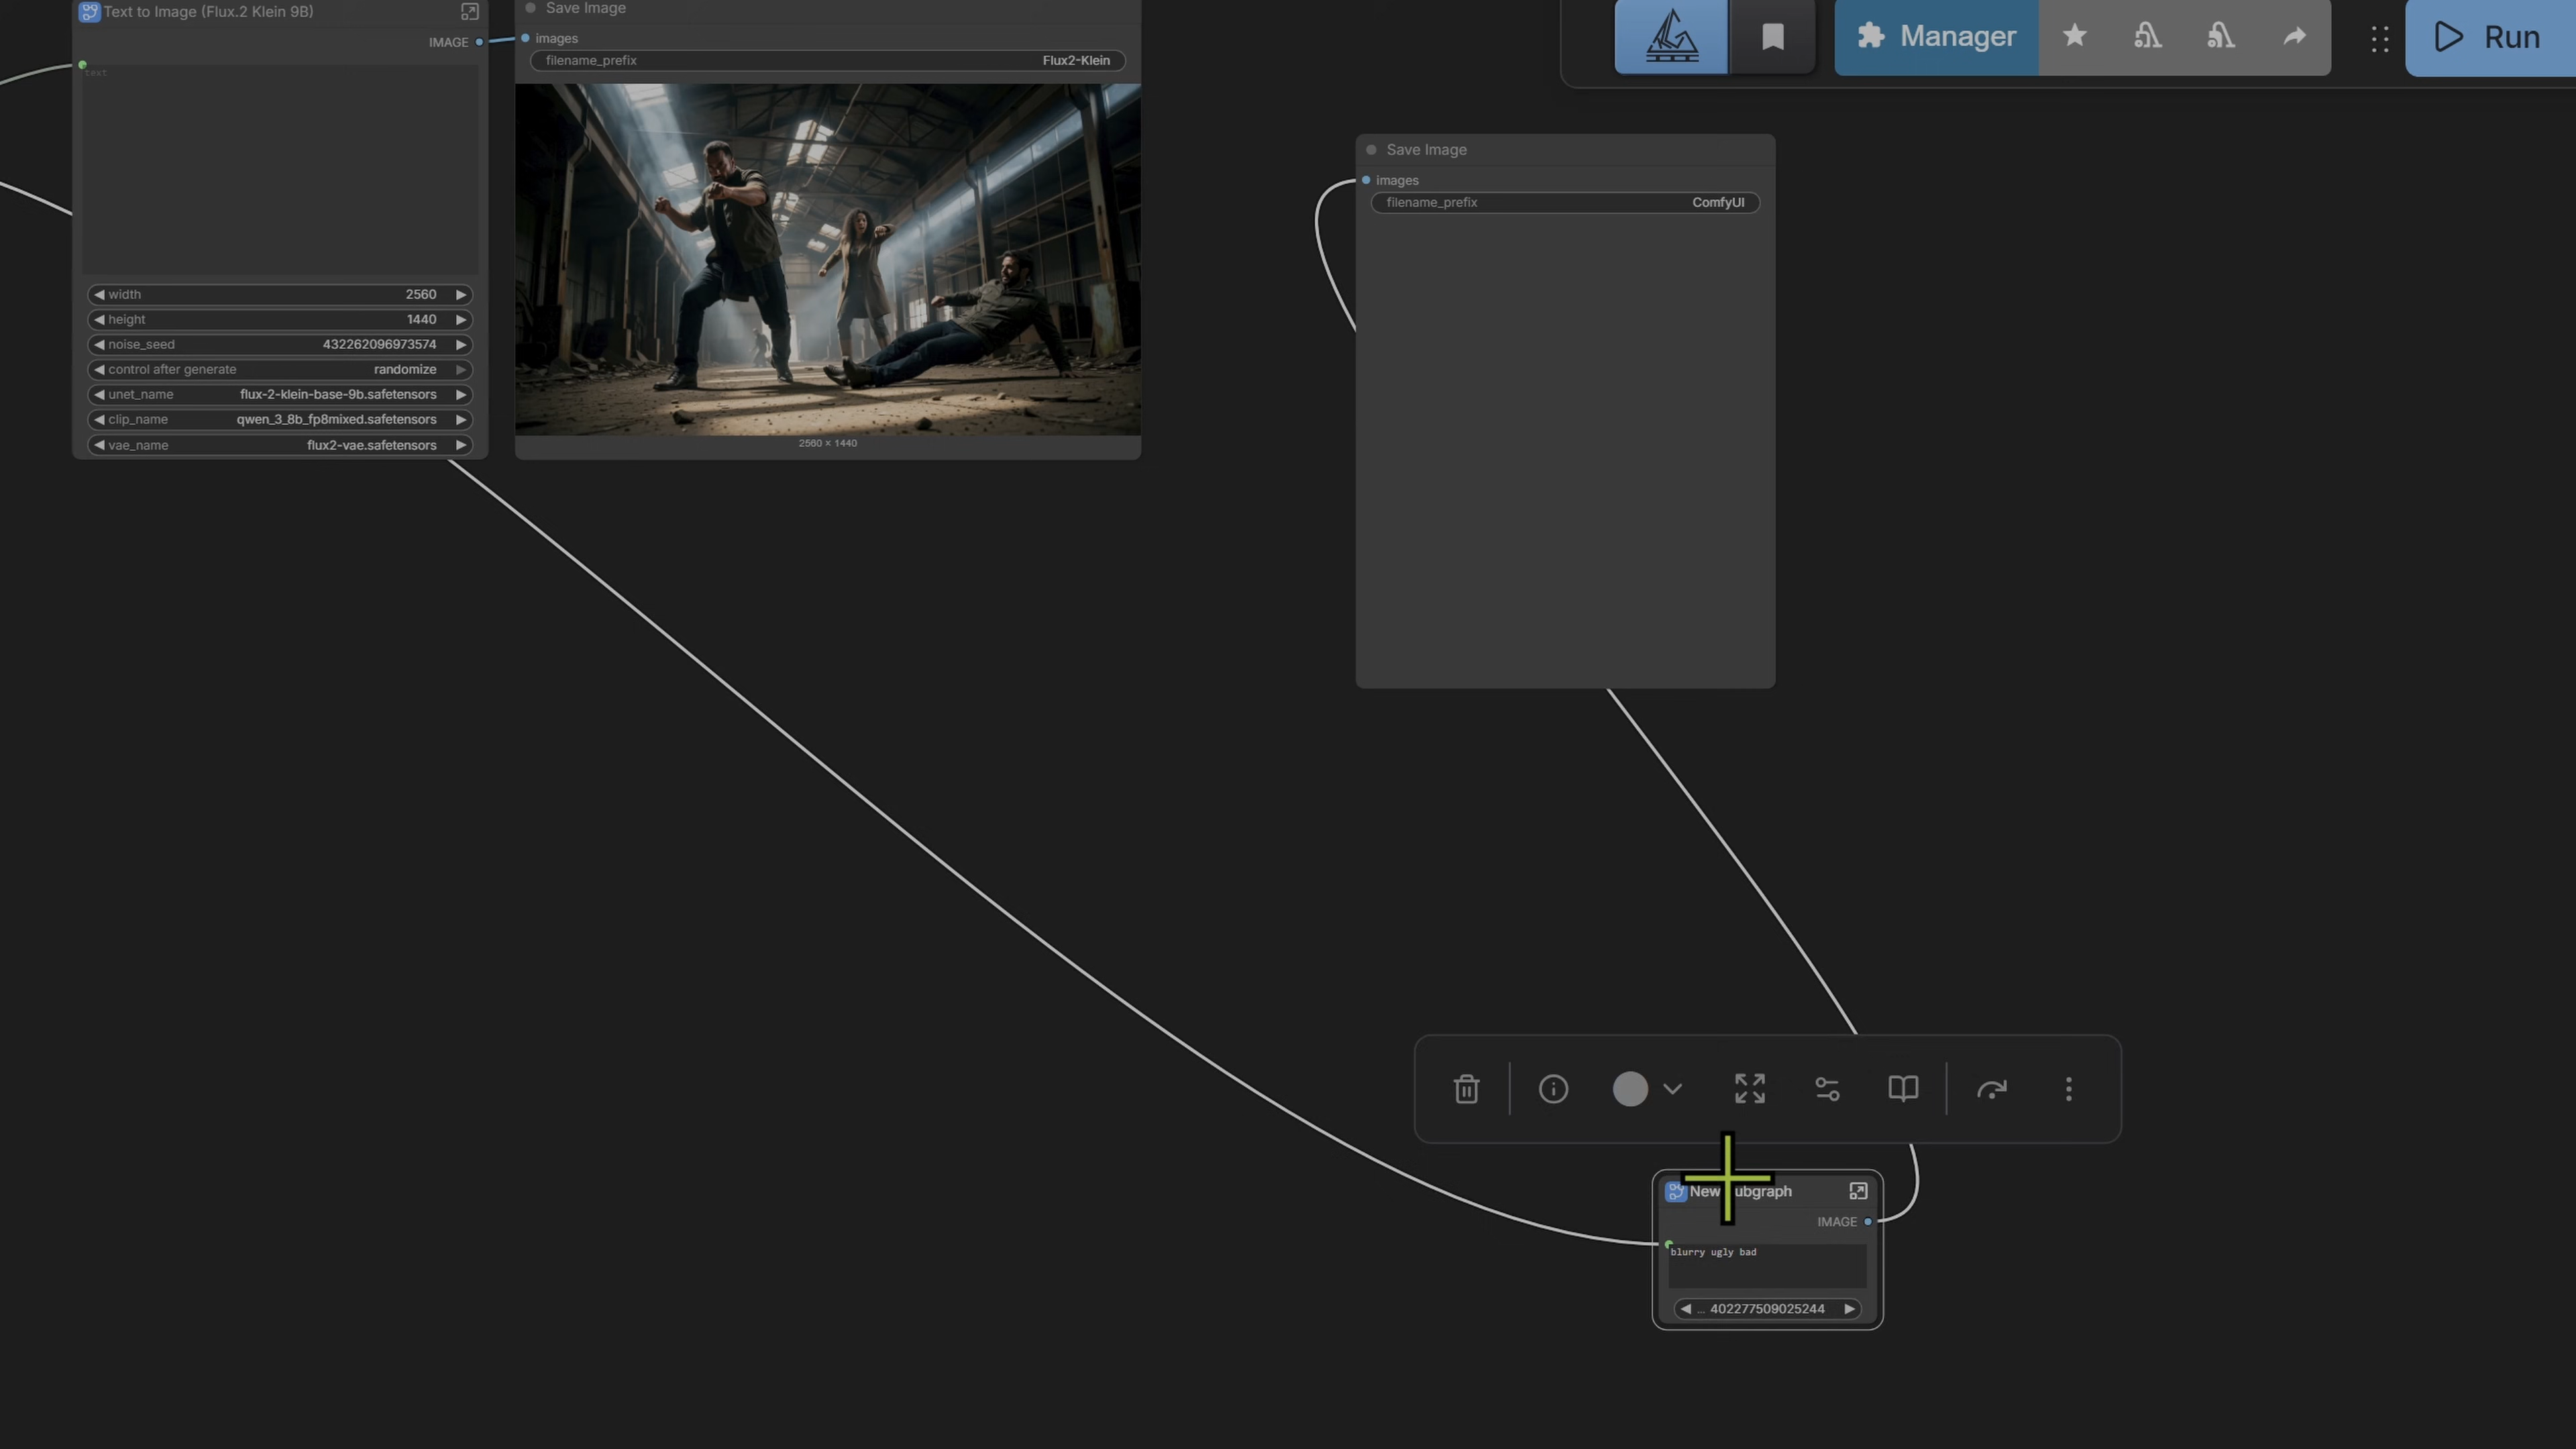 Text to Image (Flux.2 Klein 9B)
IMAGE
text
width 2560
height 1440
noise_seed 432262096973574
control after generate randomize
unet_name flux-2-klein-base-9b.safetensors
clip_name qwen_3_8b_fp8mixed.safetensors
vae_name flux2-vae.safetensors
Save Image
images
filename_prefix Flux2-Klein
2560 × 1440
Manager
Run
Save Image
images
filename_prefix ComfyUI
New ubgraph
IMAGE
blurry ugly bad
... 402277509025244